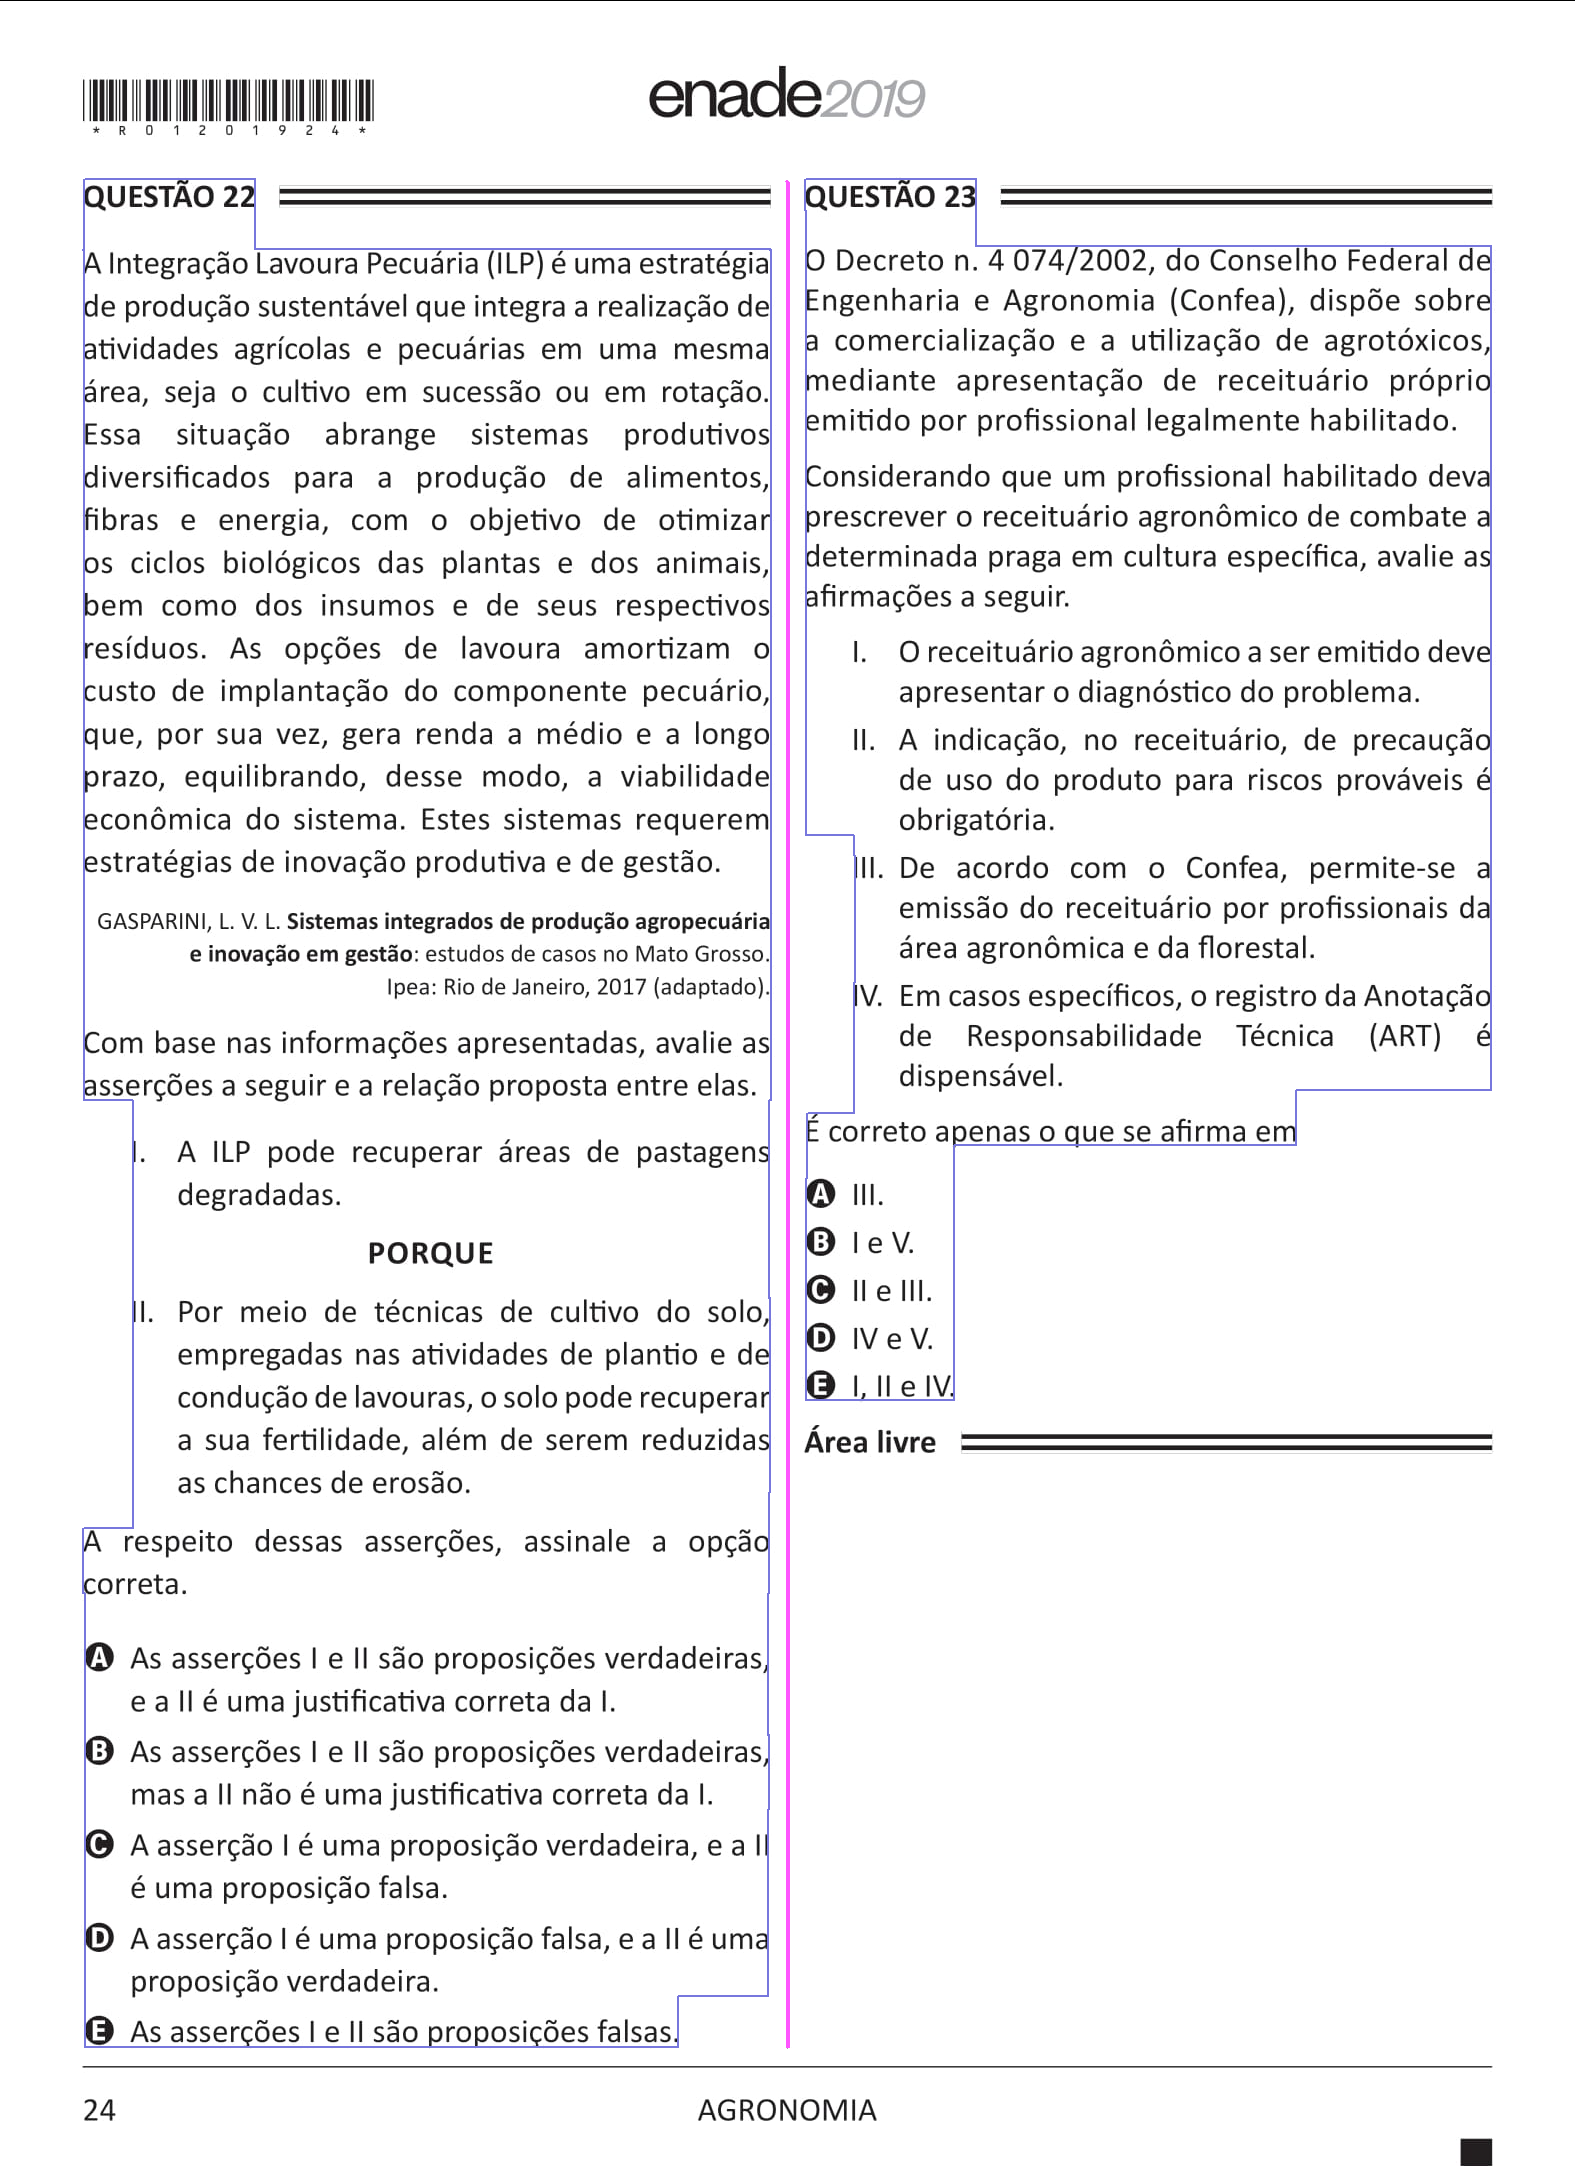 enade2019
*R01201924*
QUESTÃO 22
A Integração Lavoura Pecuária (ILP) é uma estratégia
de produção sustentável que integra a realização de
atividades agrícolas e pecuárias em uma mesma
área, seja o cultivo em sucessão ou em rotação.
Essa situação abrange sistemas produtivos
diversificados para a produção de alimentos,
fibras e energia, com o objetivo de otimizar
os ciclos biológicos das plantas e dos animais,
bem como dos insumos e de seus respectivos
resíduos. As opções de lavoura amortizam o
custo de implantação do componente pecuário,
que, por sua vez, gera renda a médio e a longo
prazo, equilibrando, desse modo, a viabilidade
econômica do sistema. Estes sistemas requerem
estratégias de inovação produtiva e de gestão.
GASPARINI, L. V. L. Sistemas integrados de produção agropecuária
e inovação em gestão: estudos de casos no Mato Grosso.
Ipea: Rio de Janeiro, 2017 (adaptado).
Com base nas informações apresentadas, avalie as
asserções a seguir e a relação proposta entre elas.
I. A ILP pode recuperar áreas de pastagens
degradadas.
PORQUE
II. Por meio de técnicas de cultivo do solo,
empregadas nas atividades de plantio e de
condução de lavouras, o solo pode recuperar
a sua fertilidade, além de serem reduzidas
as chances de erosão.
A respeito dessas asserções, assinale a opção
correta.
A As asserções I e II são proposições verdadeiras,
e a II é uma justificativa correta da I.
B As asserções I e II são proposições verdadeiras,
mas a II não é uma justificativa correta da I.
C A asserção I é uma proposição verdadeira, e a II
é uma proposição falsa.
D A asserção I é uma proposição falsa, e a II é uma
proposição verdadeira.
E As asserções I e II são proposições falsas.
QUESTÃO 23
O Decreto n. 4 074/2002, do Conselho Federal de
Engenharia e Agronomia (Confea), dispõe sobre
a comercialização e a utilização de agrotóxicos,
mediante apresentação de receituário próprio
emitido por profissional legalmente habilitado.
Considerando que um profissional habilitado deva
prescrever o receituário agronômico de combate a
determinada praga em cultura específica, avalie as
afirmações a seguir.
I. O receituário agronômico a ser emitido deve
apresentar o diagnóstico do problema.
II. A indicação, no receituário, de precaução
de uso do produto para riscos prováveis é
obrigatória.
III. De acordo com o Confea, permite-se a
emissão do receituário por profissionais da
área agronômica e da florestal.
IV. Em casos específicos, o registro da Anotação
de Responsabilidade Técnica (ART) é
dispensável.
É correto apenas o que se afirma em
A III.
B I e V.
C II e III.
D IV e V.
E I, II e IV.
Área livre
24
AGRONOMIA